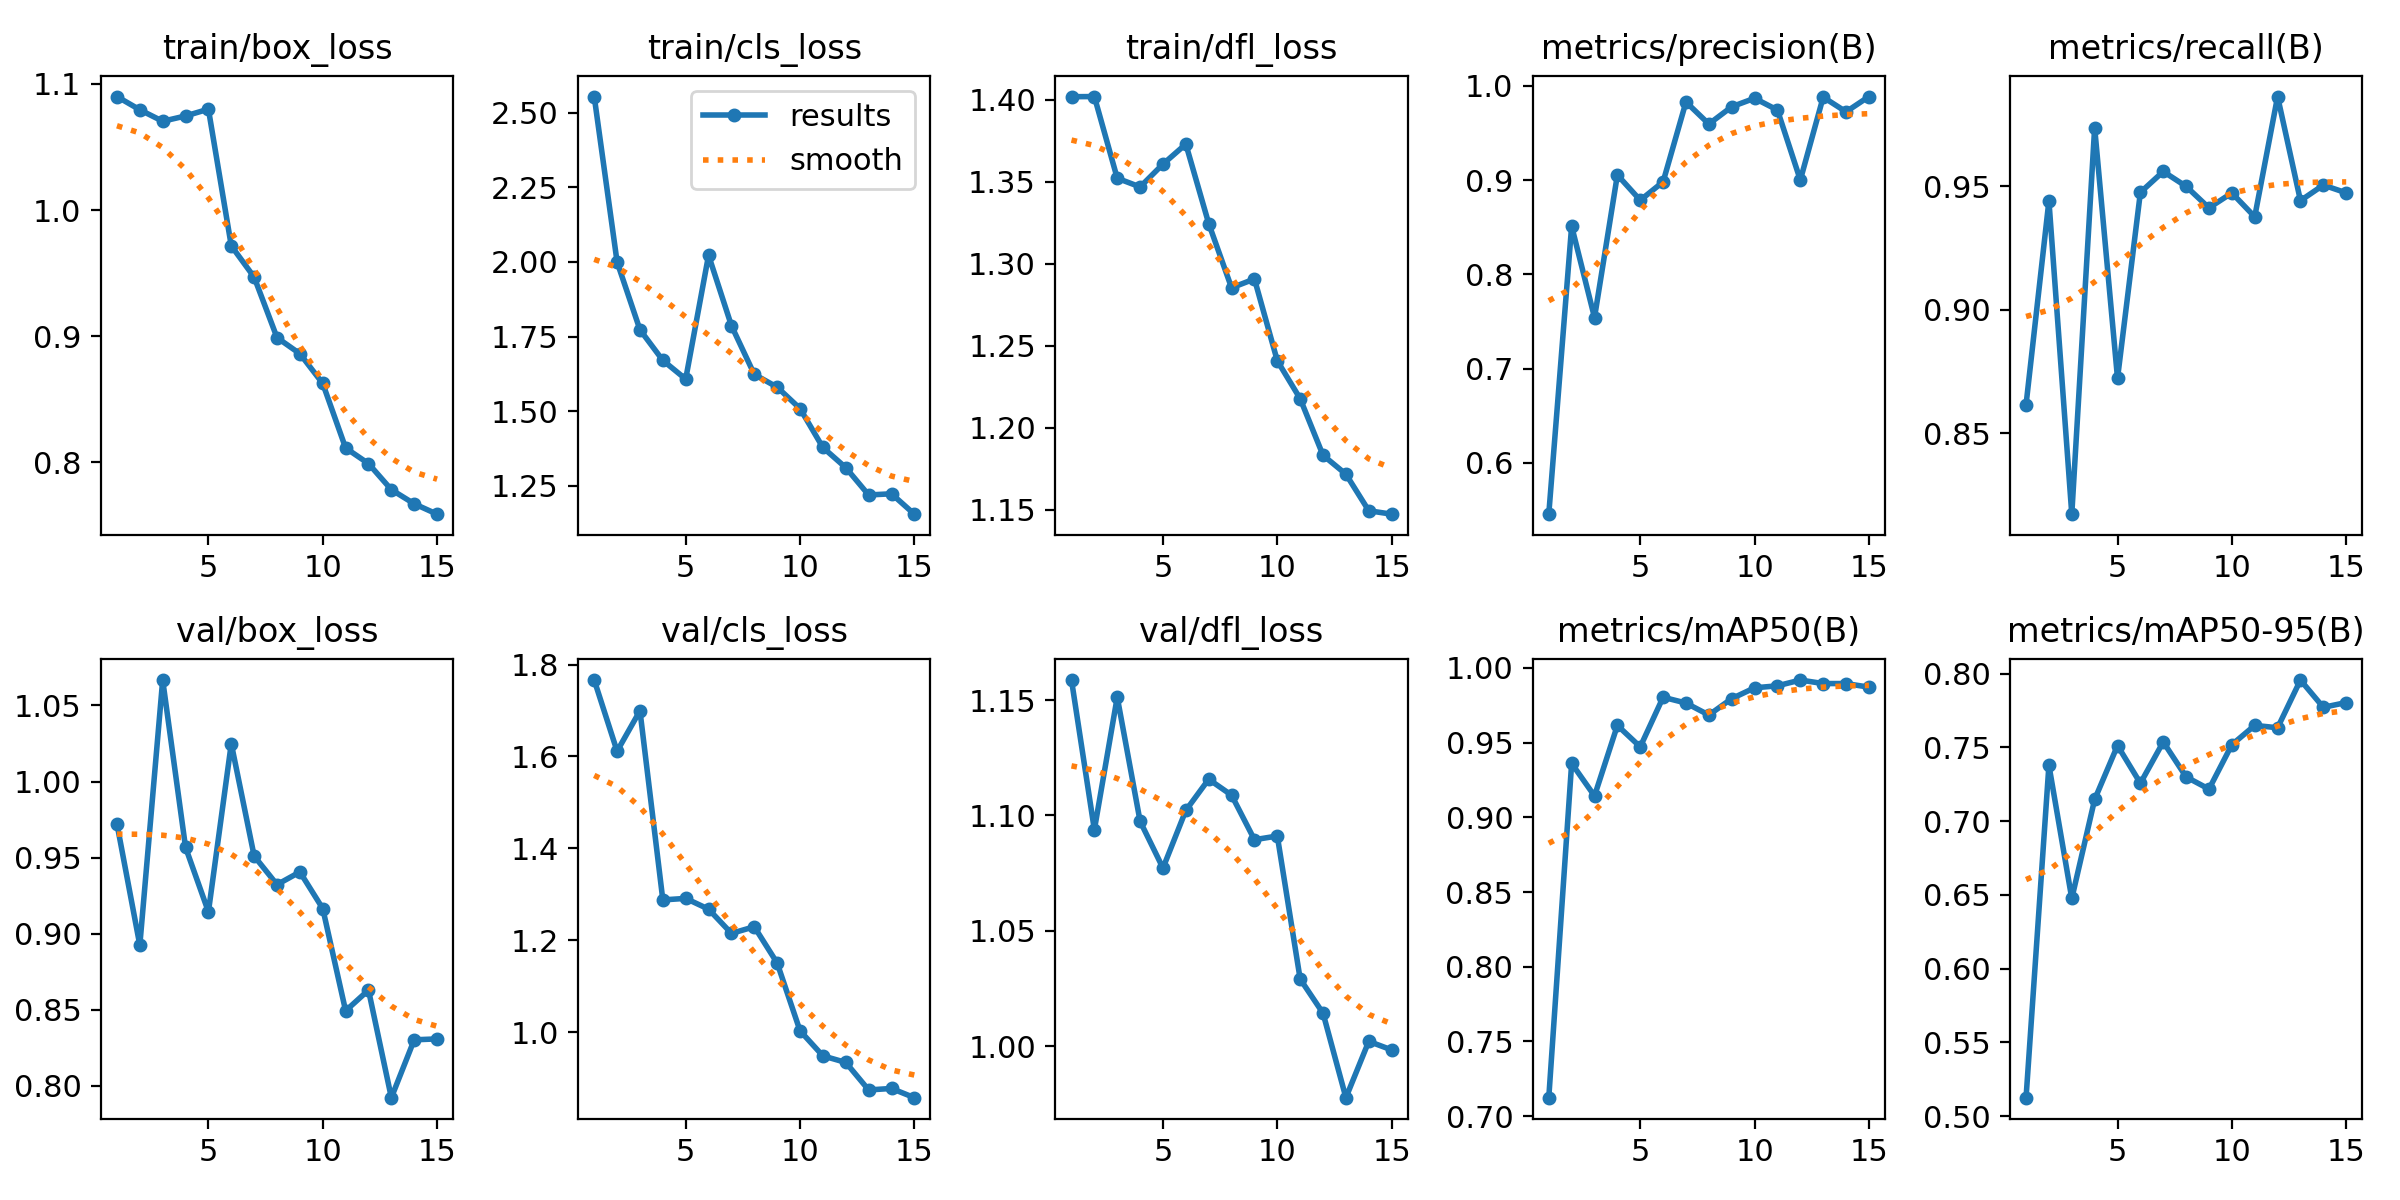 train/box_loss
1.1
1.0
0.9
0.8
5 10 15
train/cls_loss
results
smooth
2.50
2.25
2.00
1.75
1.50
1.25
5 10 15
train/dfl_loss
1.40
1.35
1.30
1.25
1.20
1.15
5 10 15
metrics/precision(B)
1.0
0.9
0.8
0.7
0.6
5 10 15
metrics/recall(B)
0.95
0.90
0.85
5 10 15
val/box_loss
1.05
1.00
0.95
0.90
0.85
0.80
5 10 15
val/cls_loss
1.8
1.6
1.4
1.2
1.0
5 10 15
val/dfl_loss
1.15
1.10
1.05
1.00
5 10 15
metrics/mAP50(B)
1.00
0.95
0.90
0.85
0.80
0.75
0.70
5 10 15
metrics/mAP50-95(B)
0.80
0.75
0.70
0.65
0.60
0.55
0.50
5 10 15